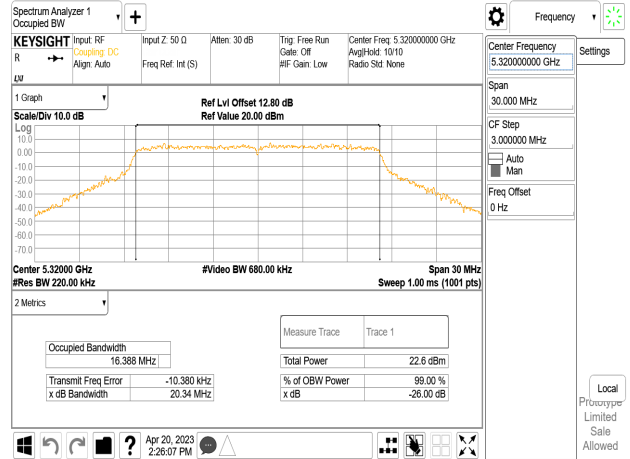 Spectrum Analyzer 1
Occupied BW
Frequency
KEYSIGHT
R
LXI
Input: RF
Coupling: DC
Align: Auto
Input Z: 50 Ω
Freq Ref: Int (S)
Atten: 30 dB
Trig: Free Run
Gate: Off
#IF Gain: Low
Center Freq: 5.320000000 GHz
Avg|Hold: 10/10
Radio Std: None
Center Frequency
5.320000000 GHz
Settings
Span
30.000 MHz
CF Step
3.000000 MHz
Auto
Man
Freq Offset
0 Hz
1 Graph
Scale/Div 10.0 dB
Ref Lvl Offset 12.80 dB
Ref Value 20.00 dBm
Log
10.0
0.00
-10.0
-20.0
-30.0
-40.0
-50.0
-60.0
-70.0
Center 5.32000 GHz
#Res BW 220.00 kHz
#Video BW 680.00 kHz
Span 30 MHz
Sweep 1.00 ms (1001 pts)
2 Metrics
Measure Trace Trace 1
Occupied Bandwidth
16.388 MHz
Total Power 22.6 dBm
Transmit Freq Error -10.380 kHz
% of OBW Power 99.00 %
x dB Bandwidth 20.34 MHz
x dB -26.00 dB
Local
Prototype
Limited
Sale
Allowed
?
Apr 20, 2023
2:26:07 PM